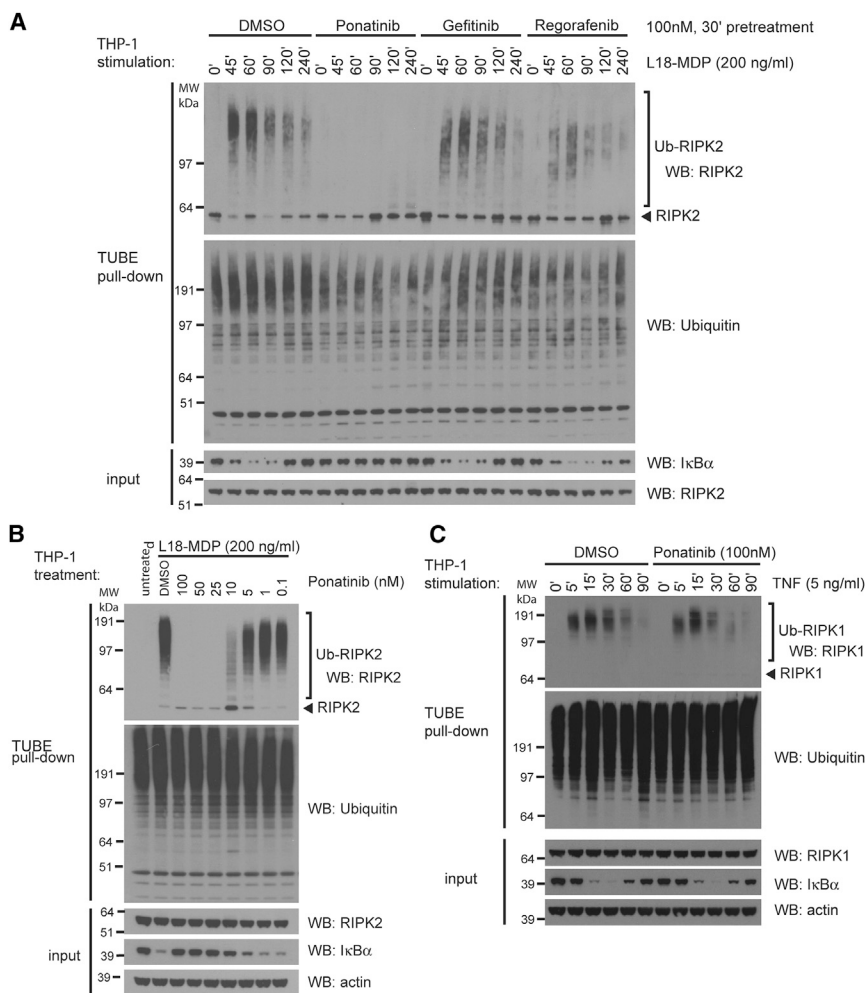 A
DMSO Ponatinib Gefitinib Regorafenib 100nM, 30' pretreatment
THP-1
stimulation:
0' 45' 60' 90' 120' 240' 0' 45' 60' 90' 120' 240' 0' 45' 60' 90' 120' 240' 0' 45' 60' 90' 120' 240' L18-MDP (200 ng/ml)
MW
kDa
97
64
Ub-RIPK2
WB: RIPK2
RIPK2
TUBE
pull-down
191
97
64
51
WB: Ubiquitin
input
39
WB: IκBα
64
51
WB: RIPK2
B
L18-MDP (200 ng/ml)
THP-1
treatment:
untreated DMSO 100 50 25 10 5 1 0.1 Ponatinib (nM)
MW
kDa
191
97
64
Ub-RIPK2
WB: RIPK2
RIPK2
TUBE
pull-down
191
97
64
51
WB: Ubiquitin
input
64
51
WB: RIPK2
39
WB: IκBα
39
WB: actin
C
DMSO Ponatinib (100nM)
THP-1
stimulation:
0' 5' 15' 30' 60' 90' 0' 5' 15' 30' 60' 90' TNF (5 ng/ml)
MW
kDa
191
97
64
Ub-RIPK1
WB: RIPK1
RIPK1
TUBE
pull-down
191
97
64
WB: Ubiquitin
input
64
WB: RIPK1
39
WB: IκBα
39
WB: actin